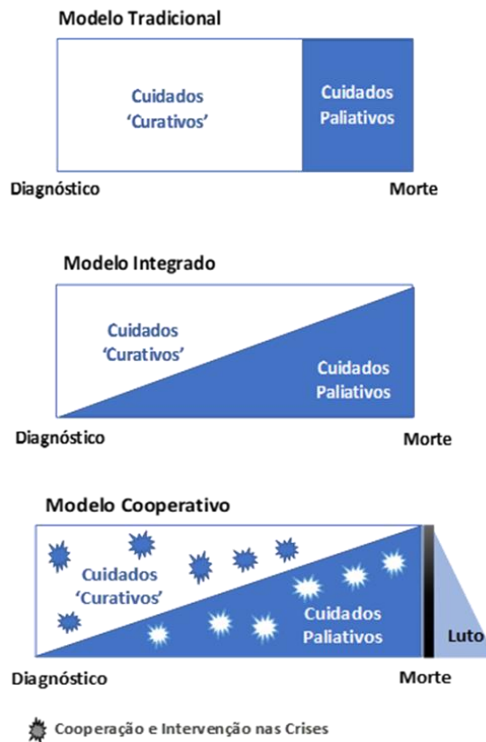 Modelo Tradicional
Cuidados
'Curativos'
Cuidados
Paliativos
Diagnóstico
Morte
Modelo Integrado
Cuidados
'Curativos'
Cuidados
Paliativos
Diagnóstico
Morte
Modelo Cooperativo
Cuidados
'Curativos'
Cuidados
Paliativos
Luto
Diagnóstico
Morte
Cooperação e Intervenção nas Crises